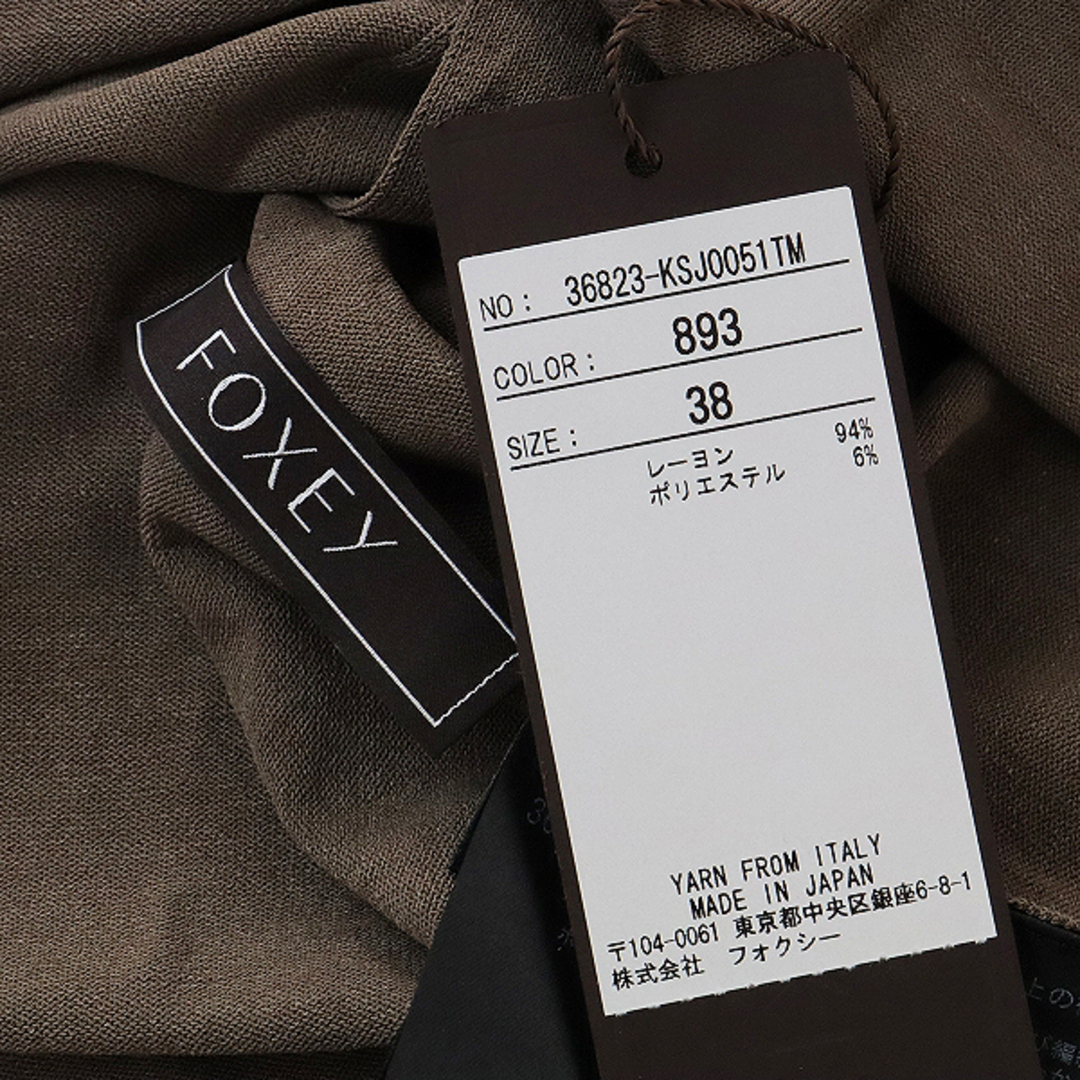 FOXEY
NO: 36823-KSJ0051TM
COLOR: 893
SIZE: 38
レーヨン 94%
ポリエステル 6%
YARN FROM ITALY
MADE IN JAPAN
〒104-0061 東京都中央区銀座6-8-1
株式会社 フォクシー